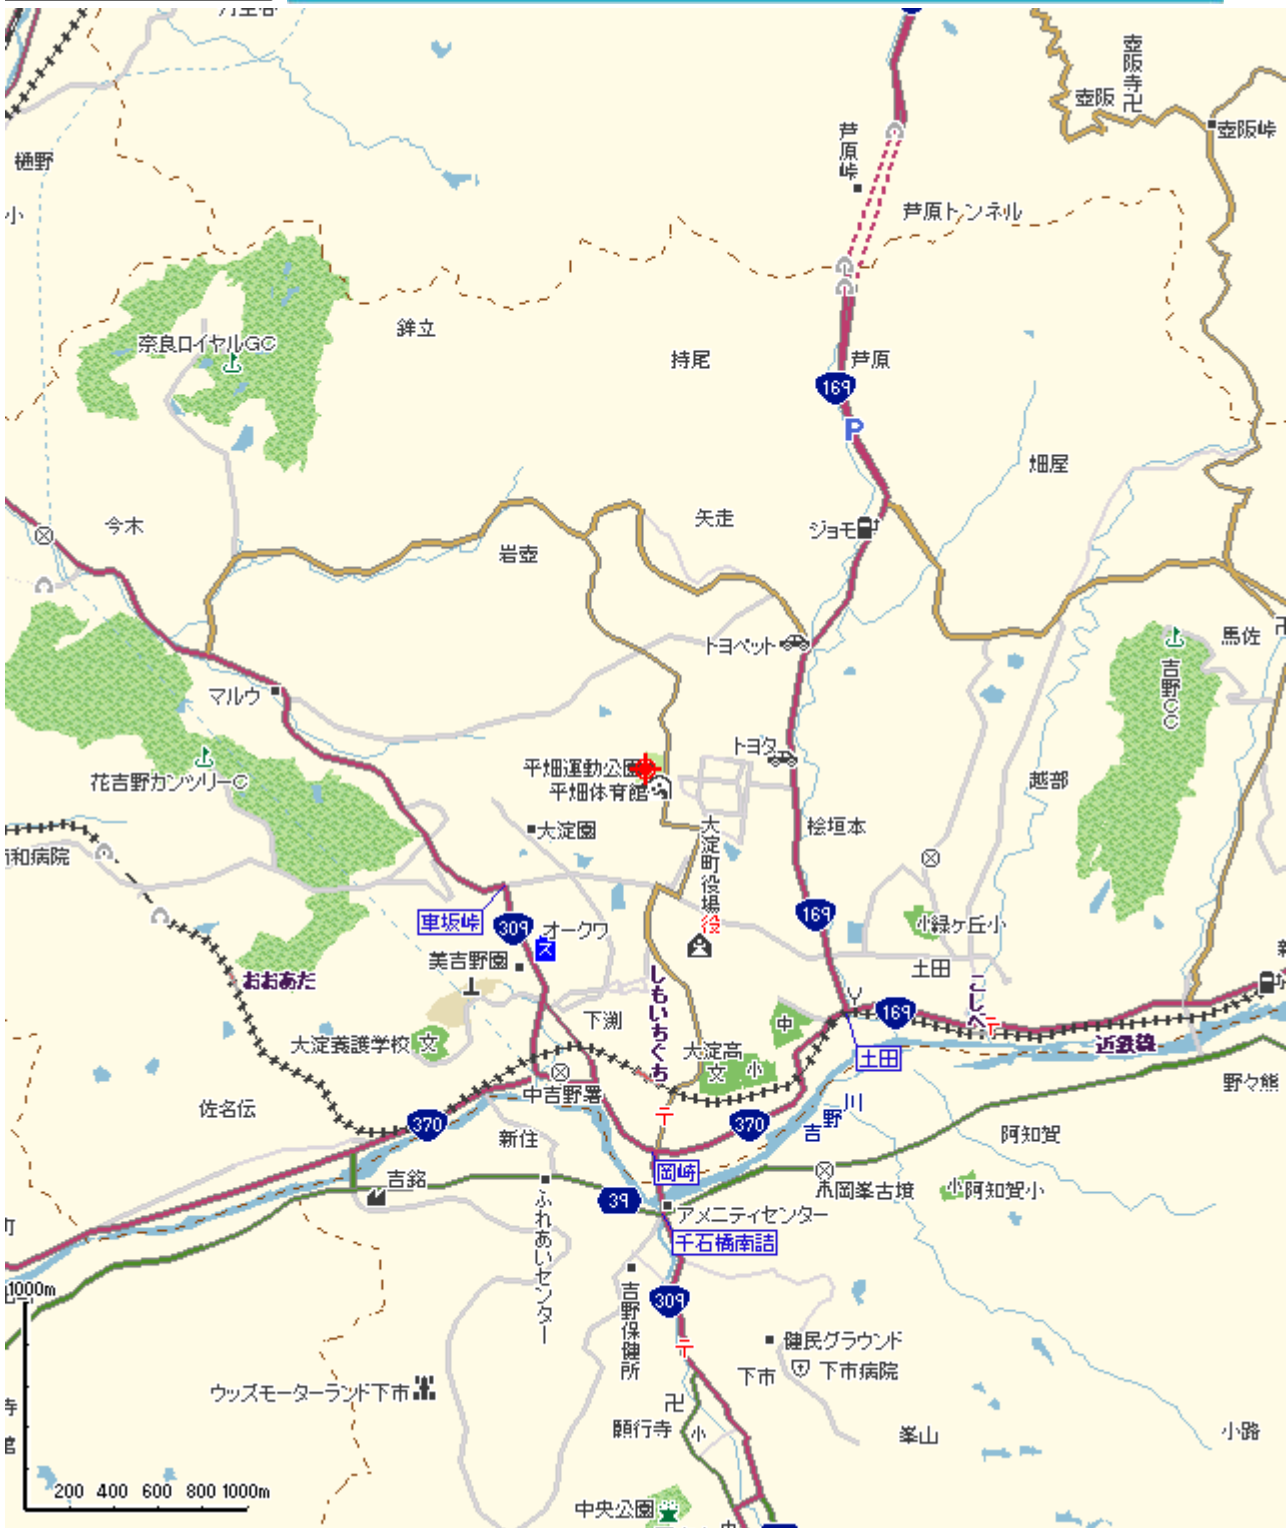 壺阪寺
壺阪
壺阪峠
芦原峠
樋野
小
芦原トンネル
鉾立
奈良ロイヤルGC
持尾
芦原
169
P
畑屋
今木
矢走
ジョモ
岩壺
トヨペット
馬佐
吉野CC
マルウ
トヨタ
平畑運動公園
平畑体育館
花吉野カンツリーC
越部
大淀園
桧垣本
大淀町役場
役
和病院
車坂峠
309
169
オークワ
小緑ヶ丘小
美吉野園
土田
おおあだ
しもいちぐち
こしべ
169
下渕
中
大淀養護学校
文
大淀高
文
小
土田
近鉄線
中吉野署
野々熊
佐名伝
370
370
吉野川
新住
阿知賀
岡崎
吉銘
39
岡峯古墳
小阿知賀小
アメニティセンター
千石橋南詰
ふれあいセンター
町
1000m
309
吉野保健所
健民グラウンド
下市
下市病院
ウッズモーターランド下市
寺
願行寺
小
峯山
小路
200 400 600 800 1000m
中央公園